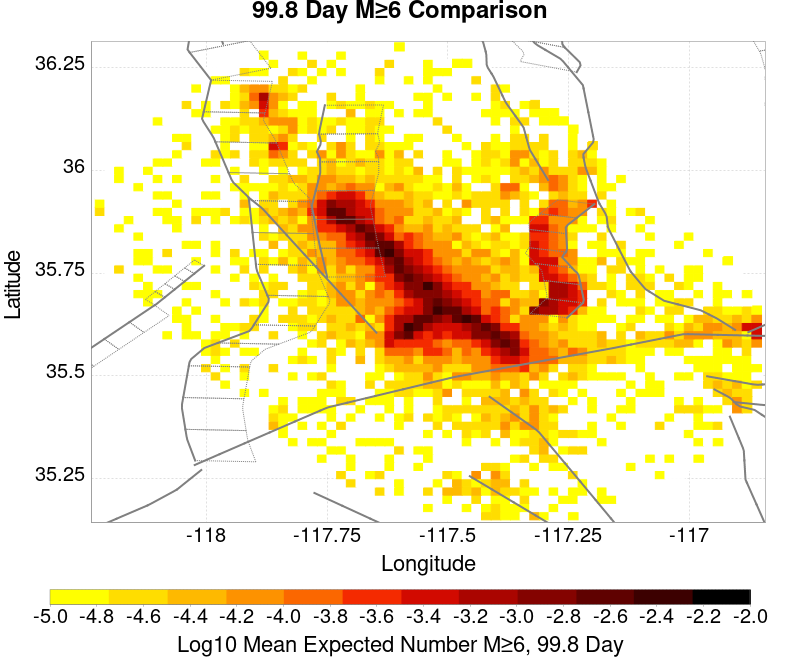 99.8 Day M≥6 Comparison
36.25
36
35.75
35.5
35.25
Latitude
-118 -117.75 -117.5 -117.25 -117
Longitude
-5.0 -4.8 -4.6 -4.4 -4.2 -4.0 -3.8 -3.6 -3.4 -3.2 -3.0 -2.8 -2.6 -2.4 -2.2 -2.0
Log10 Mean Expected Number M≥6, 99.8 Day